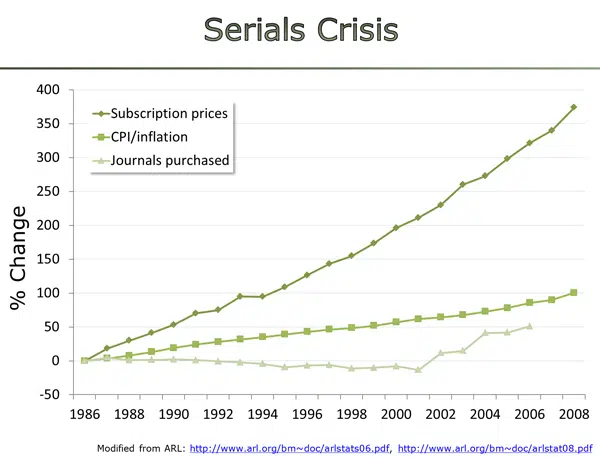 Serials Crisis
400
350
300
250
200
150
100
50
0
-50
% Change
Subscription prices
CPI/inflation
Journals purchased
1986 1988 1990 1992 1994 1996 1998 2000 2002 2004 2006 2008
Modified from ARL: http://www.arl.org/bm~doc/arlstats06.pdf, http://www.arl.org/bm~doc/arlstat08.pdf